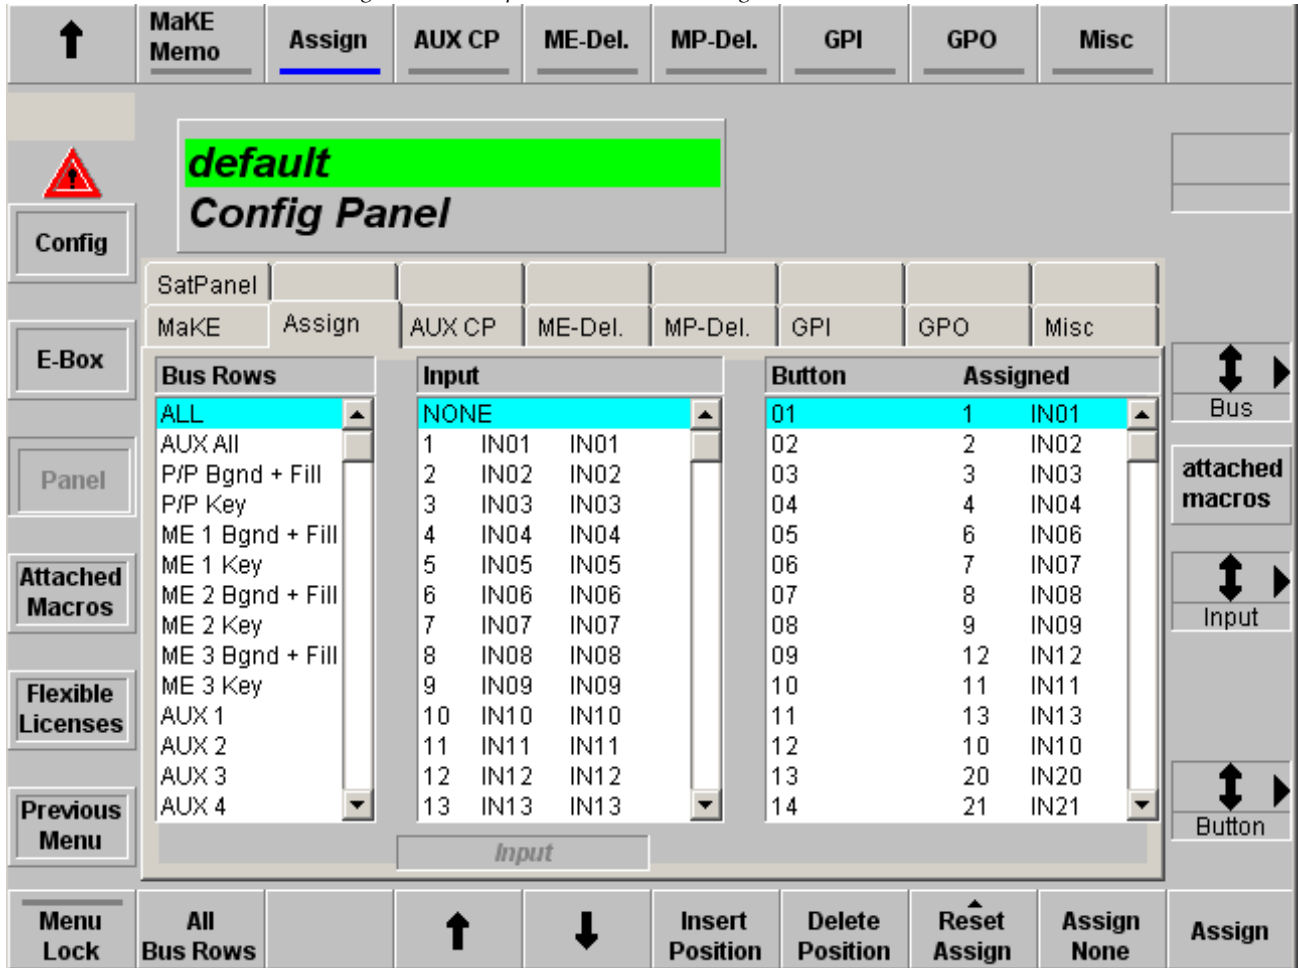 MaKE Memo Assign AUX CP ME-Del. MP-Del. GPI GPO Misc
default
Config Panel
Config
E-Box
Panel
Attached
Macros
Flexible
Licenses
Previous
Menu
SatPanel
MaKE Assign AUX CP ME-Del. MP-Del. GPI GPO Misc
Bus Rows
ALL
AUX All
P/P Bgnd + Fill
P/P Key
ME 1 Bgnd + Fill
ME 1 Key
ME 2 Bgnd + Fill
ME 2 Key
ME 3 Bgnd + Fill
ME 3 Key
AUX 1
AUX 2
AUX 3
AUX 4
Input
NONE
1 IN01 IN01
2 IN02 IN02
3 IN03 IN03
4 IN04 IN04
5 IN05 IN05
6 IN06 IN06
7 IN07 IN07
8 IN08 IN08
9 IN09 IN09
10 IN10 IN10
11 IN11 IN11
12 IN12 IN12
13 IN13 IN13
Button Assigned
01 1 IN01
02 2 IN02
03 3 IN03
04 4 IN04
05 6 IN06
06 7 IN07
07 8 IN08
08 9 IN09
09 12 IN12
10 11 IN11
11 13 IN13
12 10 IN10
13 20 IN20
14 21 IN21
Input
Bus
attached
macros
Input
Button
Menu Lock
All Bus Rows
Insert Position
Delete Position
Reset Assign
Assign None
Assign